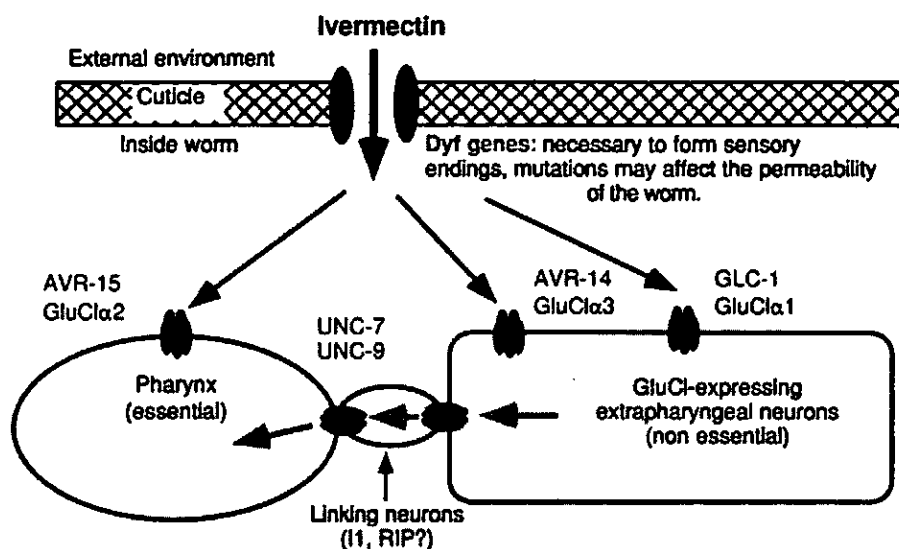 Ivermectin
External environment
Cuticle
Inside worm
Dyf genes: necessary to form sensory
endings, mutations may affect the permeability
of the worm.
AVR-15
GluClα2
UNC-7
UNC-9
AVR-14
GluClα3
GLC-1
GluClα1
Pharynx
(essential)
GluCl-expressing
extrapharyngeal neurons
(non essential)
Linking neurons
(I1, RIP?)